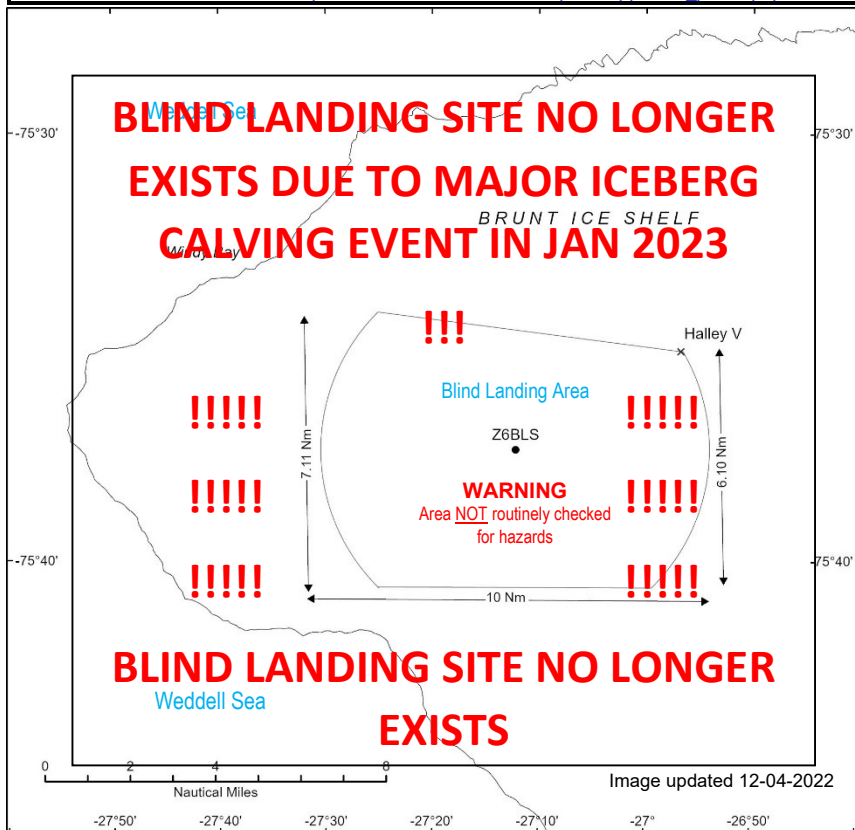 Weddell Sea
BLIND LANDING SITE NO LONGER
-75°30'
75°30'
EXISTS DUE TO MAJOR ICEBERG
BRUNT ICE SHELF
CALVING EVENT IN JAN 2023
Windy Bay
!!!
Halley V
Blind Landing Area
!!!!!
!!!!!
7.11 Nm
Z6BLS
6.10 Nm
WARNING
!!!!!
!!!!!
Area NOT routinely checked
for hazards
-75°40'
75°40'
!!!!!
!!!!!
10 Nm
BLIND LANDING SITE NO LONGER
Weddell Sea
EXISTS
0 2 4 8
Nautical Miles
Image updated 12-04-2022
-27°50' -27°40' -27°30' -27°20' -27°10' -27° -26°50'